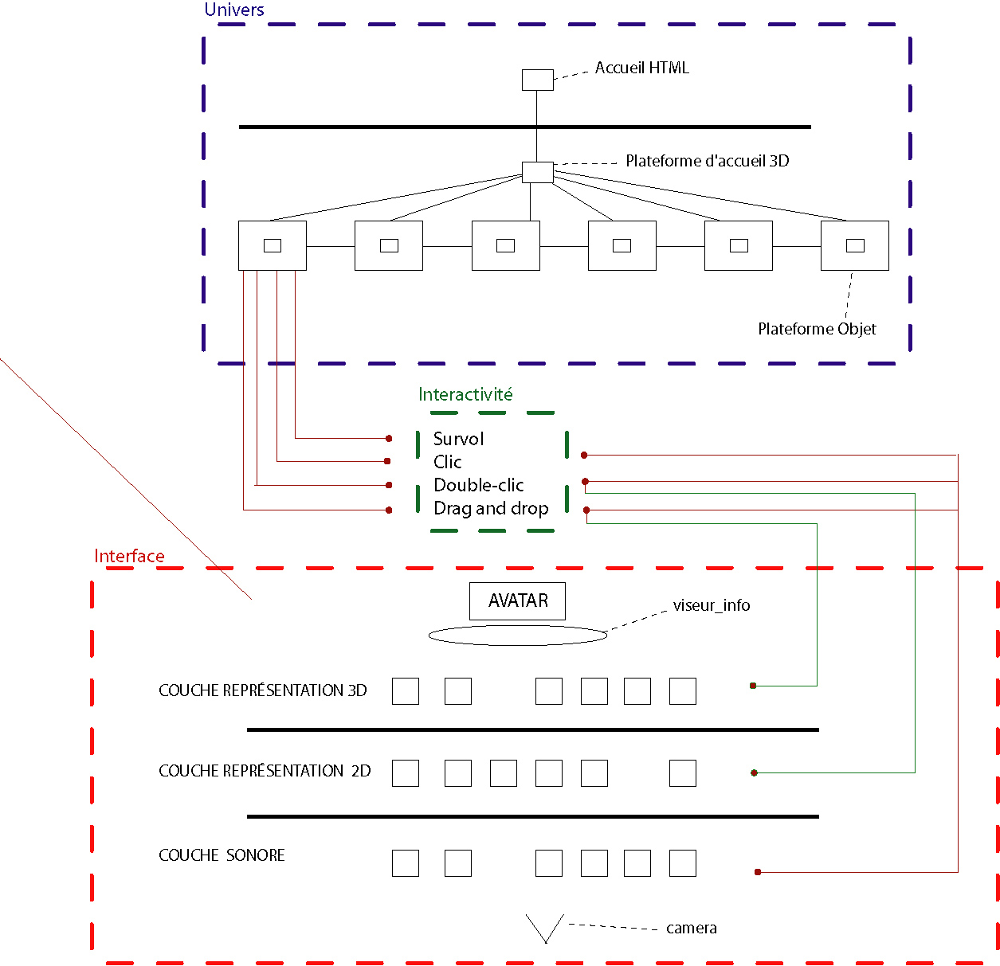 Univers
Accueil HTML
Plateforme d'accueil 3D
Plateforme Objet
Interactivité
Survol
Clic
Double-clic
Drag and drop
Interface
AVATAR
viseur_info
COUCHE REPRÉSENTATION 3D
COUCHE REPRÉSENTATION 2D
COUCHE SONORE
camera